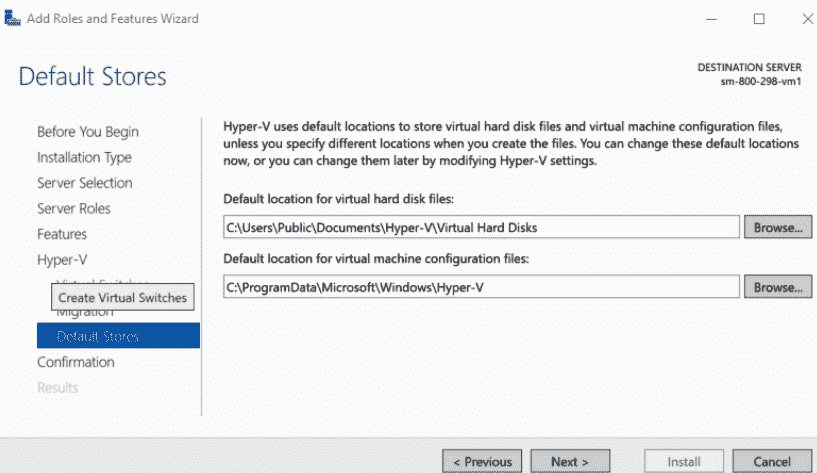 Add Roles and Features Wizard
Default Stores
DESTINATION SERVER
sm-800-298-vm1
Before You Begin
Installation Type
Server Selection
Server Roles
Features
Hyper-V
Create Virtual Switches
Migration
Default Stores
Confirmation
Results
Hyper-V uses default locations to store virtual hard disk files and virtual machine configuration files,
unless you specify different locations when you create the files. You can change these default locations
now, or you can change them later by modifying Hyper-V settings.
Default location for virtual hard disk files:
C:\Users\Public\Documents\Hyper-V\Virtual Hard Disks
Browse...
Default location for virtual machine configuration files:
C:\ProgramData\Microsoft\Windows\Hyper-V
Browse...
< Previous
Next >
Install
Cancel